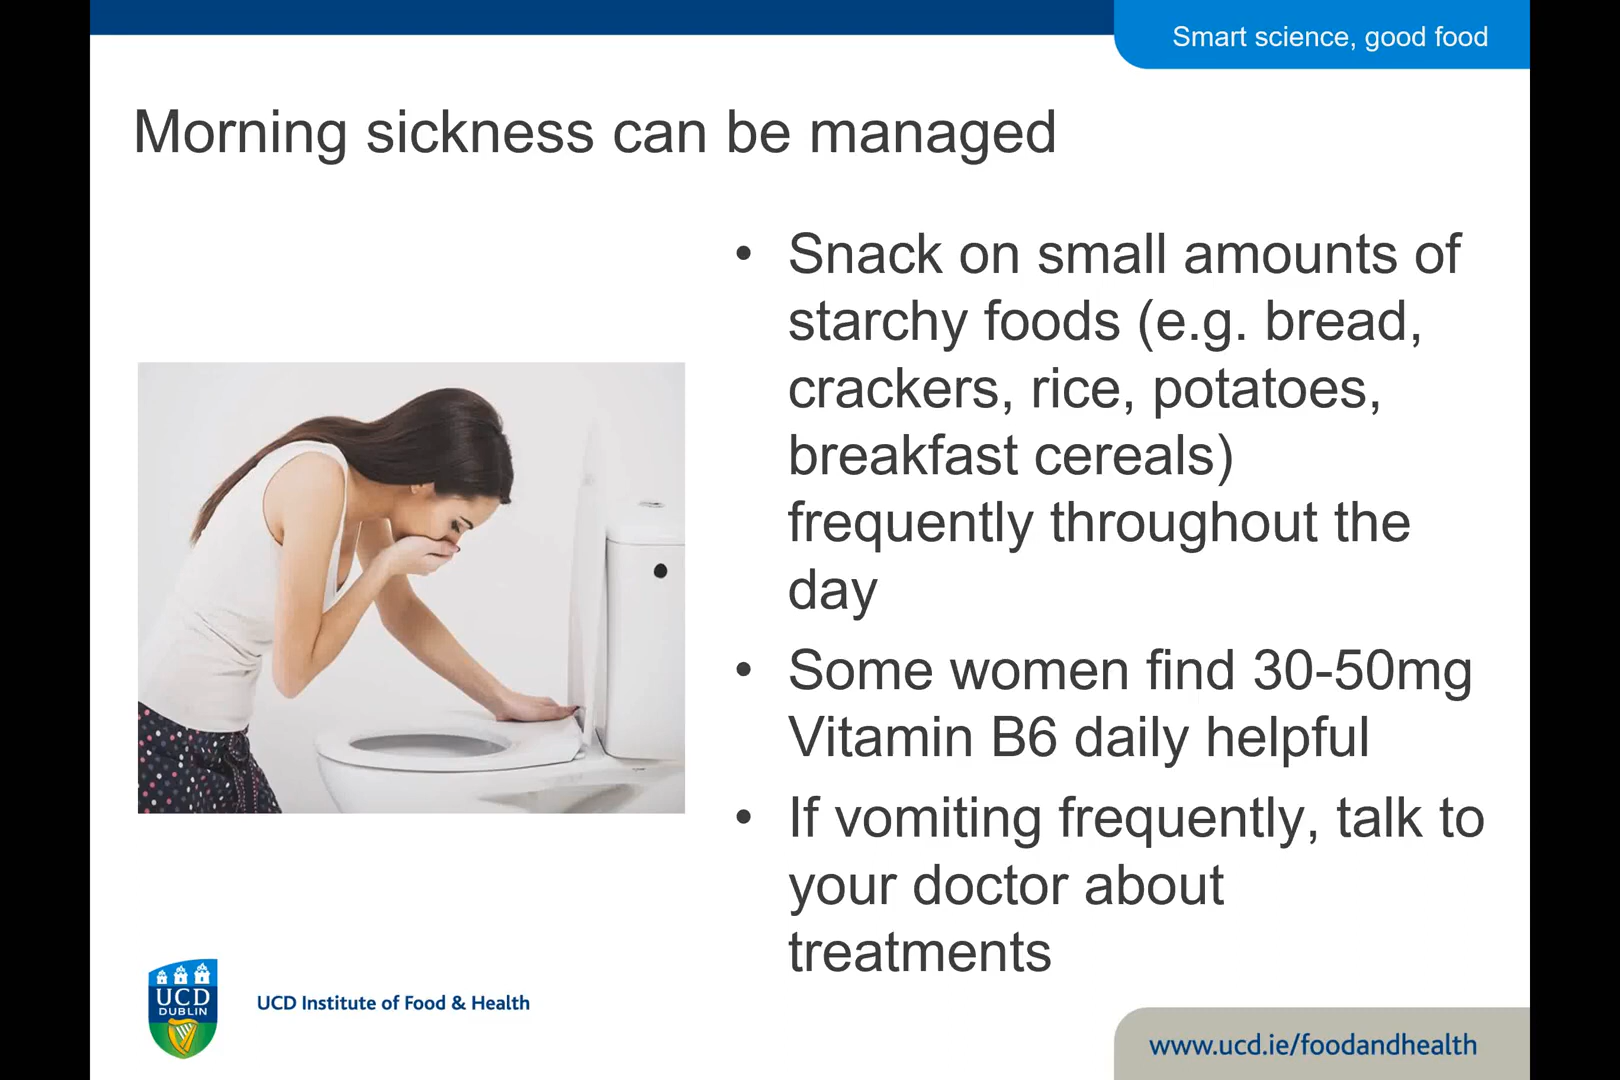 Smart science, good food
Morning sickness can be managed
• Snack on small amounts of
starchy foods (e.g. bread,
crackers, rice, potatoes,
breakfast cereals)
frequently throughout the
day
• Some women find 30-50mg
Vitamin B6 daily helpful
• If vomiting frequently, talk to
your doctor about
treatments
UCD
DUBLIN
UCD Institute of Food & Health
www.ucd.ie/foodandhealth